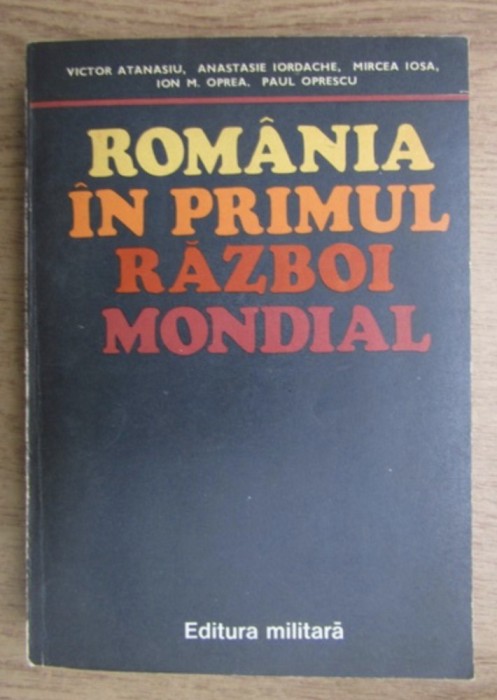 VICTOR ATANASIU, ANASTASIE IORDACHE, MIRCEA IOSA,
ION M. OPREA, PAUL OPRESCU
ROMÂNIA
ÎN PRIMUL
RĂZBOI
MONDIAL
Editura militară